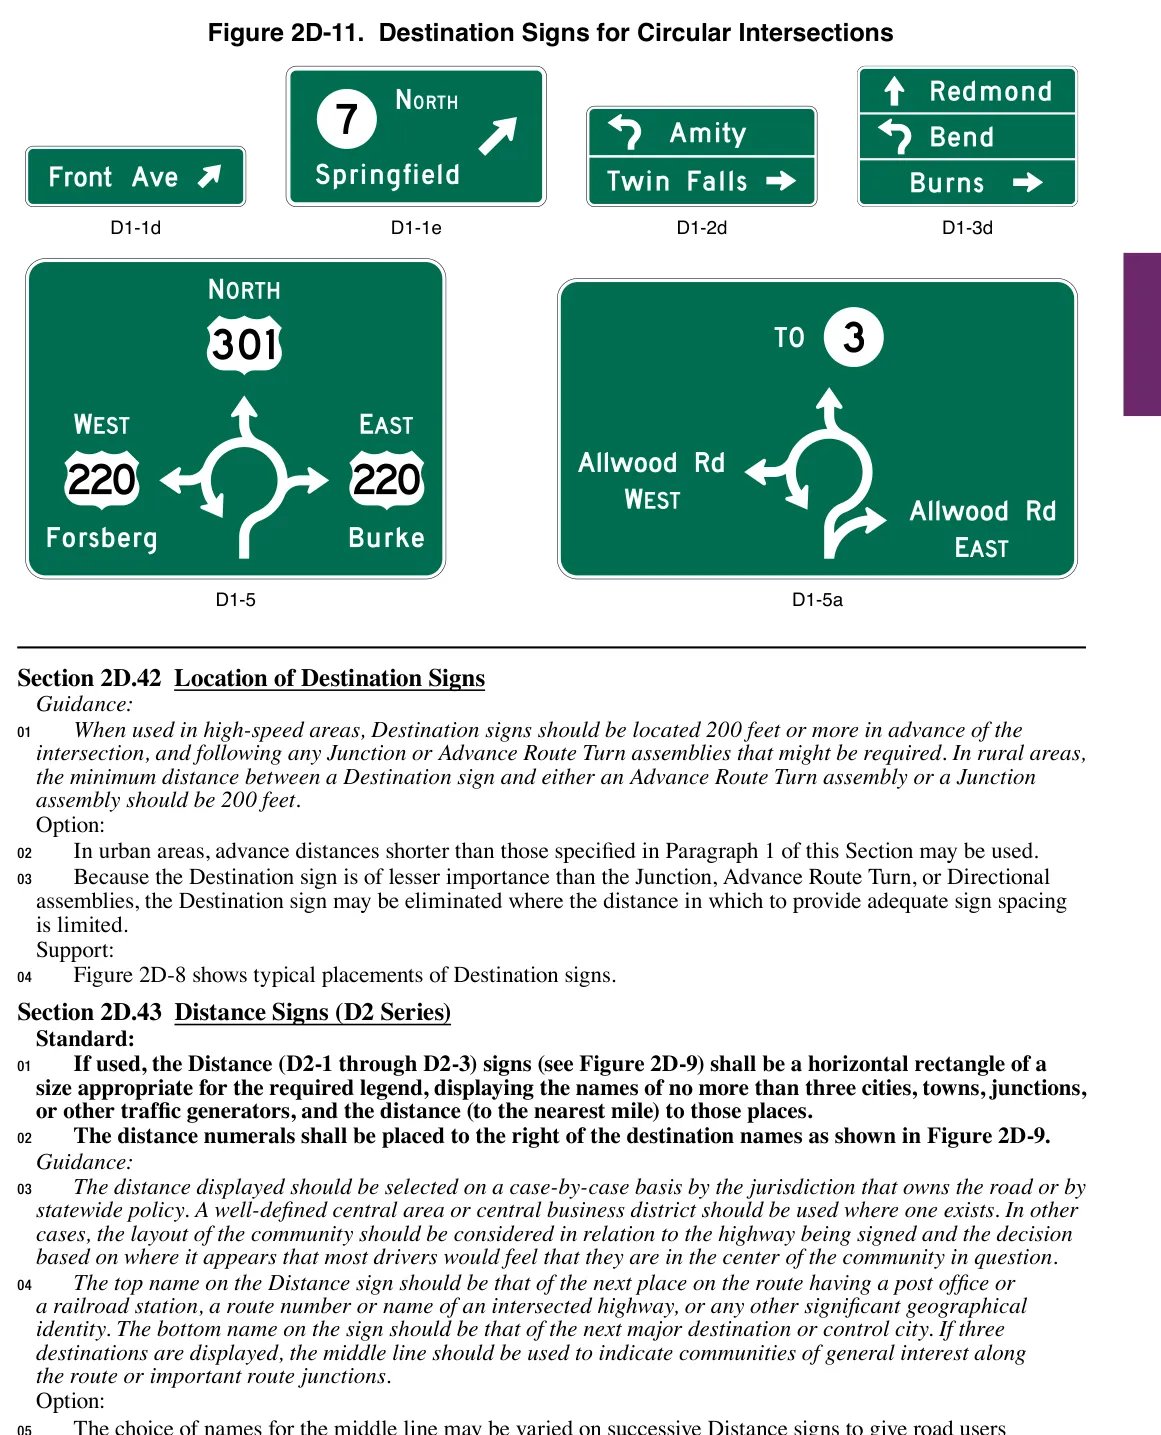 Figure 2D-11. Destination Signs for Circular Intersections
Front Ave
D1-1d
7 NORTH
Springfield
D1-1e
Amity
Twin Falls
D1-2d
Redmond
Bend
Burns
D1-3d
NORTH
301
WEST
220
Forsberg
EAST
220
Burke
D1-5
TO 3
Allwood Rd
WEST
Allwood Rd
EAST
D1-5a
Section 2D.42 Location of Destination Signs
Guidance:
01 When used in high-speed areas, Destination signs should be located 200 feet or more in advance of the
intersection, and following any Junction or Advance Route Turn assemblies that might be required. In rural areas,
the minimum distance between a Destination sign and either an Advance Route Turn assembly or a Junction
assembly should be 200 feet.
Option:
02 In urban areas, advance distances shorter than those specified in Paragraph 1 of this Section may be used.
03 Because the Destination sign is of lesser importance than the Junction, Advance Route Turn, or Directional
assemblies, the Destination sign may be eliminated where the distance in which to provide adequate sign spacing
is limited.
Support:
04 Figure 2D-8 shows typical placements of Destination signs.
Section 2D.43 Distance Signs (D2 Series)
Standard:
01 If used, the Distance (D2-1 through D2-3) signs (see Figure 2D-9) shall be a horizontal rectangle of a
size appropriate for the required legend, displaying the names of no more than three cities, towns, junctions,
or other traffic generators, and the distance (to the nearest mile) to those places.
02 The distance numerals shall be placed to the right of the destination names as shown in Figure 2D-9.
Guidance:
03 The distance displayed should be selected on a case-by-case basis by the jurisdiction that owns the road or by
statewide policy. A well-defined central area or central business district should be used where one exists. In other
cases, the layout of the community should be considered in relation to the highway being signed and the decision
based on where it appears that most drivers would feel that they are in the center of the community in question.
04 The top name on the Distance sign should be that of the next place on the route having a post office or
a railroad station, a route number or name of an intersected highway, or any other significant geographical
identity. The bottom name on the sign should be that of the next major destination or control city. If three
destinations are displayed, the middle line should be used to indicate communities of general interest along
the route or important route junctions.
Option:
05 The choice of names for the middle line may be varied on successive Distance signs to give road users